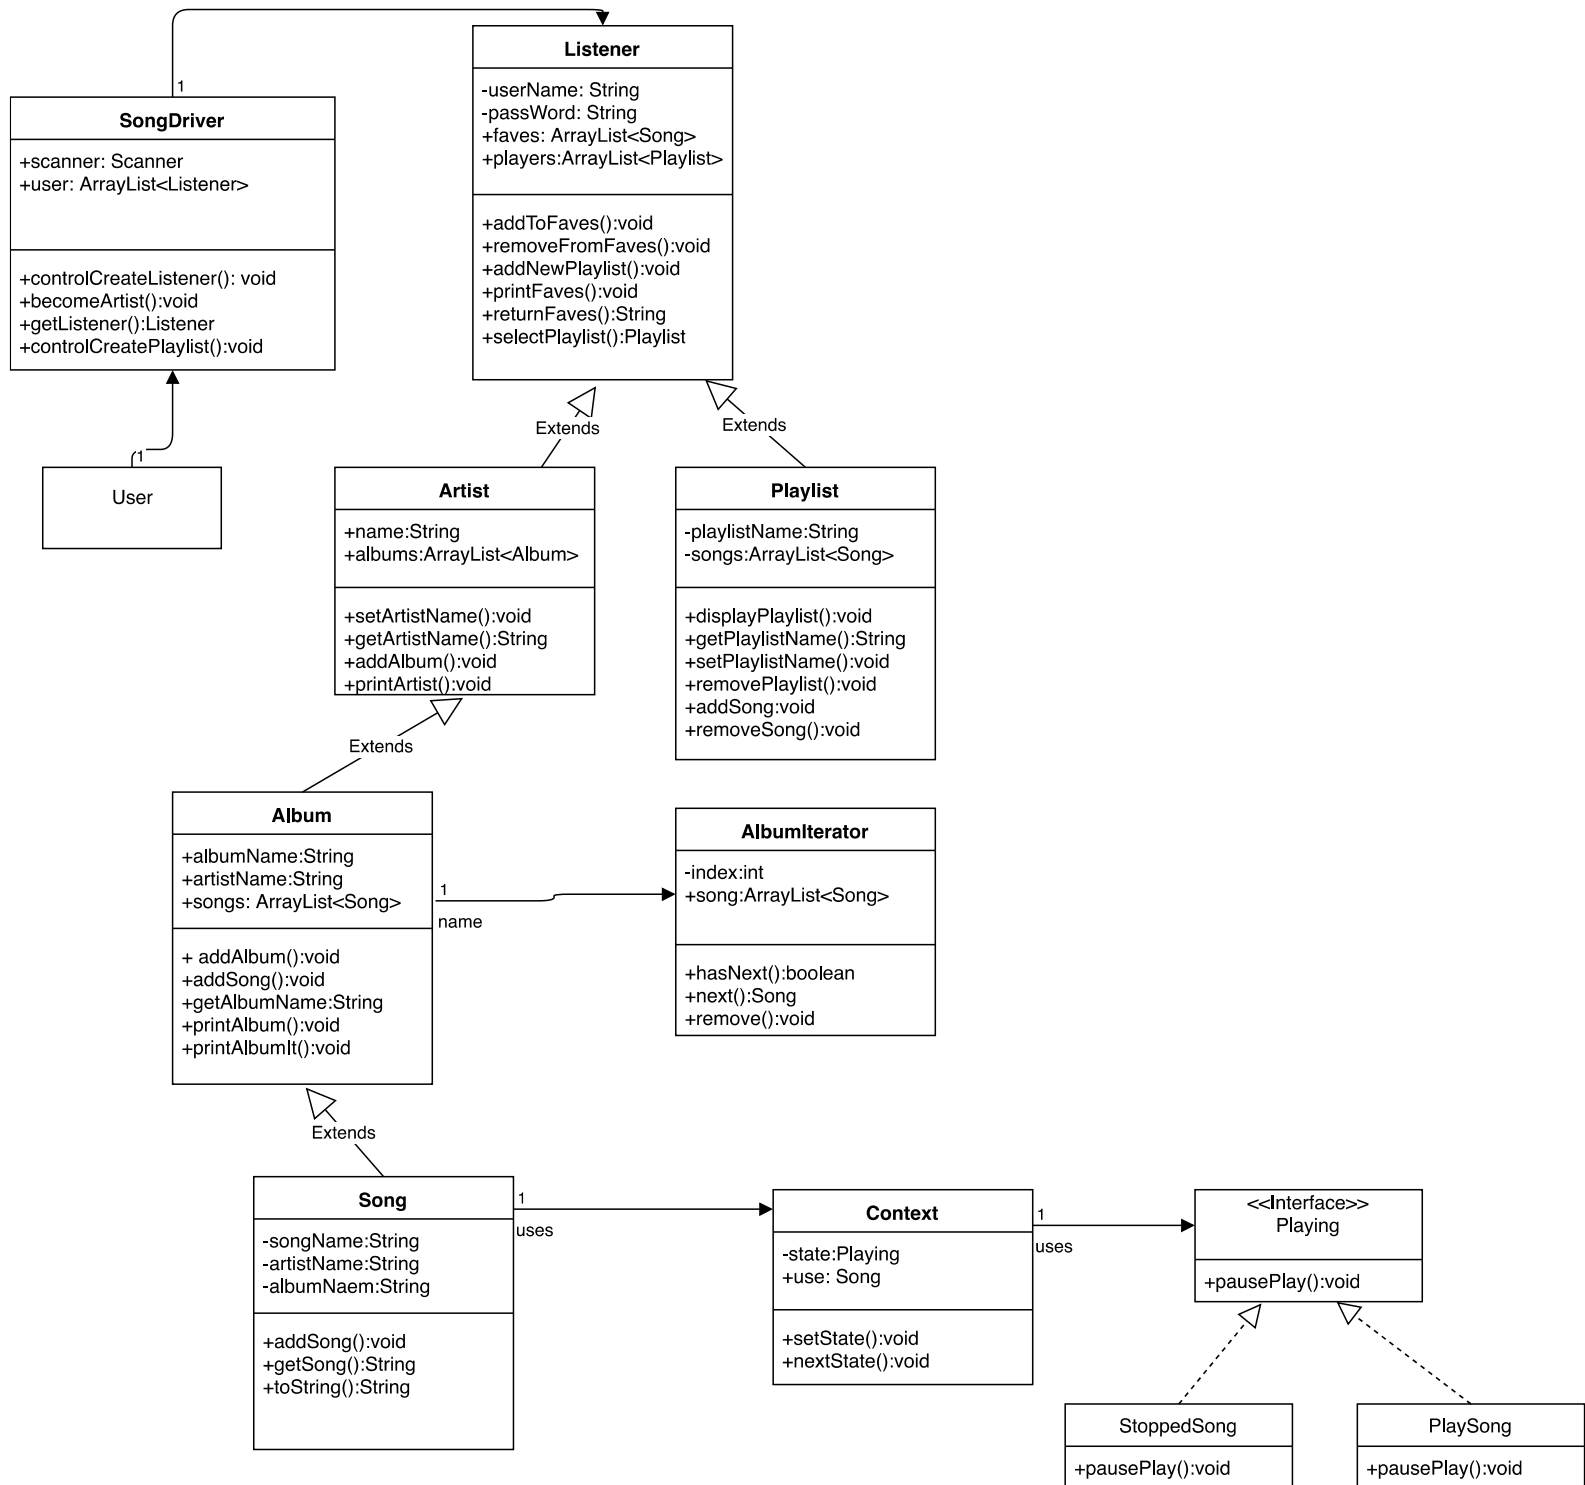 1
SongDriver
+scanner: Scanner
+user: ArrayList<Listener>
+controlCreateListener(): void
+becomeArtist():void
+getListener():Listener
+controlCreatePlaylist():void
1
User
Listener
-userName: String
-passWord: String
+faves: ArrayList<Song>
+players:ArrayList<Playlist>
+addToFaves():void
+removeFromFaves():void
+addNewPlaylist():void
+printFaves():void
+returnFaves():String
+selectPlaylist():Playlist
Extends
Extends
Artist
+name:String
+albums:ArrayList<Album>
+setArtistName():void
+getArtistName():String
+addAlbum():void
+printArtist():void
Playlist
-playlistName:String
-songs:ArrayList<Song>
+displayPlaylist():void
+getPlaylistName():String
+setPlaylistName():void
+removePlaylist():void
+addSong:void
+removeSong():void
Extends
Album
+albumName:String
+artistName:String
+songs: ArrayList<Song>
+ addAlbum():void
+addSong():void
+getAlbumName:String
+printAlbum():void
+printAlbumIt():void
1
name
AlbumIterator
-index:int
+song:ArrayList<Song>
+hasNext():boolean
+next():Song
+remove():void
Extends
Song
-songName:String
-artistName:String
-albumNaem:String
+addSong():void
+getSong():String
+toString():String
1
uses
Context
-state:Playing
+use: Song
+setState():void
+nextState():void
1
uses
<<Interface>>
Playing
+pausePlay():void
StoppedSong
+pausePlay():void
PlaySong
+pausePlay():void